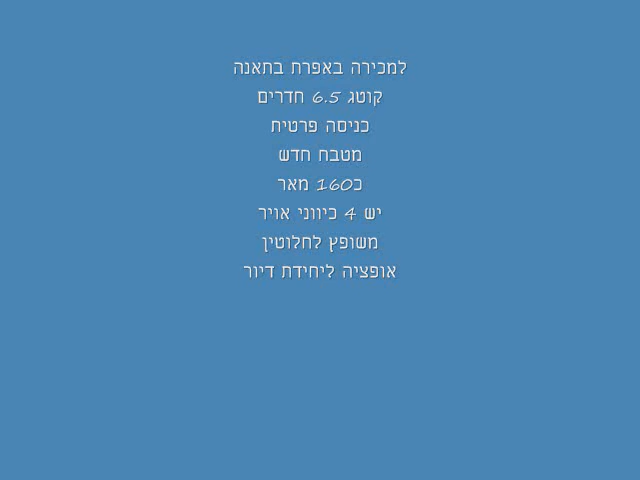 למכירה באפרת בתאנה
קוטג 6.5 חדרים
כניסה פרטית
מטבח חדש
כ160 מאר
יש 4 כיווני אויר
משופץ לחלוטין
אופציה ליחידת דיור